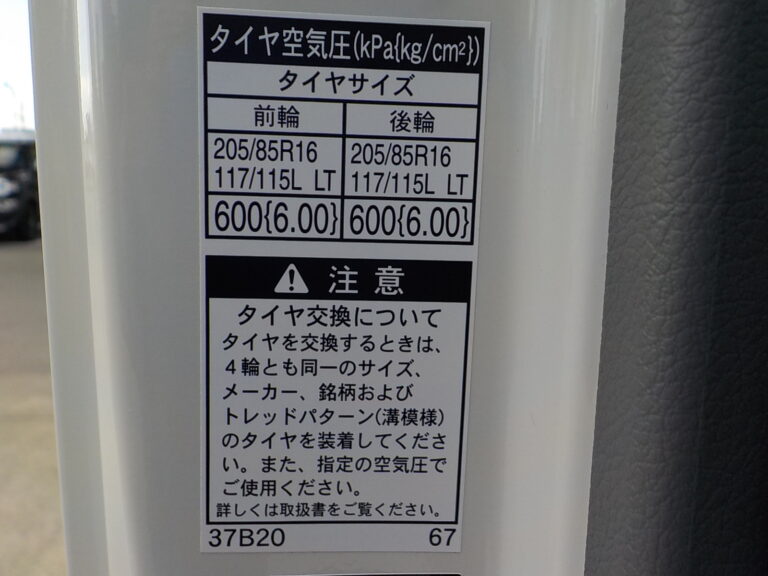 タイヤ空気圧(kPa{kg/cm²})
タイヤサイズ
前輪 後輪
205/85R16 205/85R16
117/115L LT 117/115L LT
600{6.00} 600{6.00}
注意
タイヤ交換について
タイヤを交換するときは、
4輪とも同一のサイズ、
メーカー、銘柄および
トレッドパターン(溝模様)
のタイヤを装着してくださ
い。また、指定の空気圧で
ご使用ください。
詳しくは取扱書をご覧ください。
37B20 67